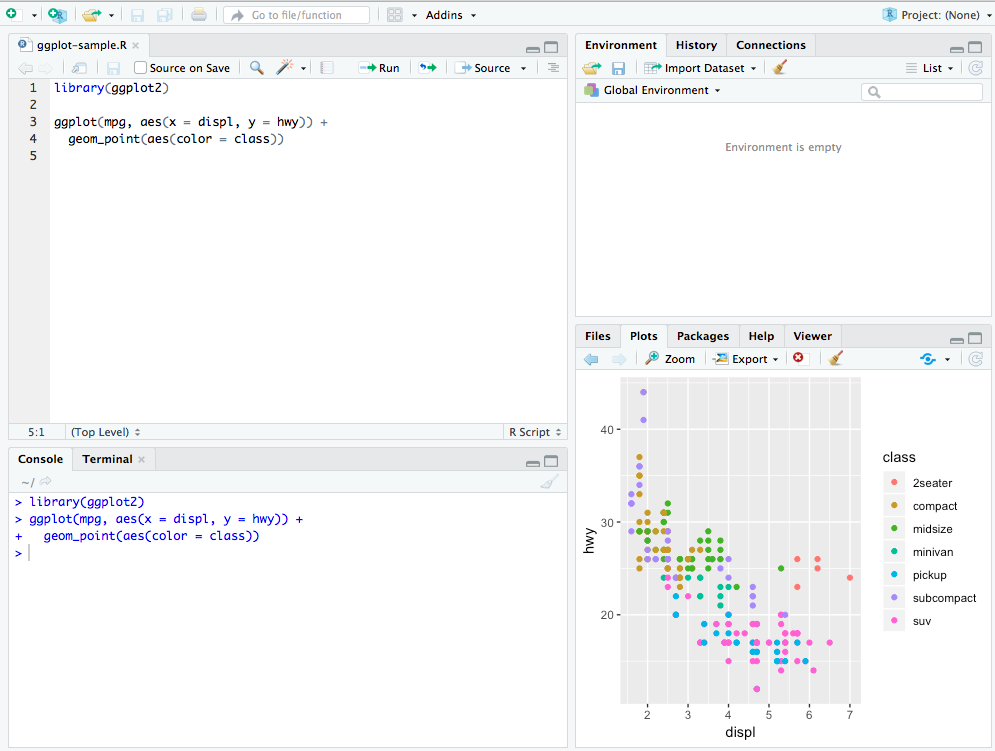 Go to file/function
Addins
Project: (None)
ggplot-sample.R
Source on Save
Run
Source
1 library(ggplot2)
2
3 ggplot(mpg, aes(x = displ, y = hwy)) +
4   geom_point(aes(color = class))
5
5:1 (Top Level) R Script
Console Terminal
~/
> library(ggplot2)
> ggplot(mpg, aes(x = displ, y = hwy)) +
+   geom_point(aes(color = class))
>
Environment History Connections
Import Dataset List
Global Environment
Environment is empty
Files Plots Packages Help Viewer
Zoom Export
hwy
40
30
20
2 3 4 5 6 7
displ
class
2seater
compact
midsize
minivan
pickup
subcompact
suv